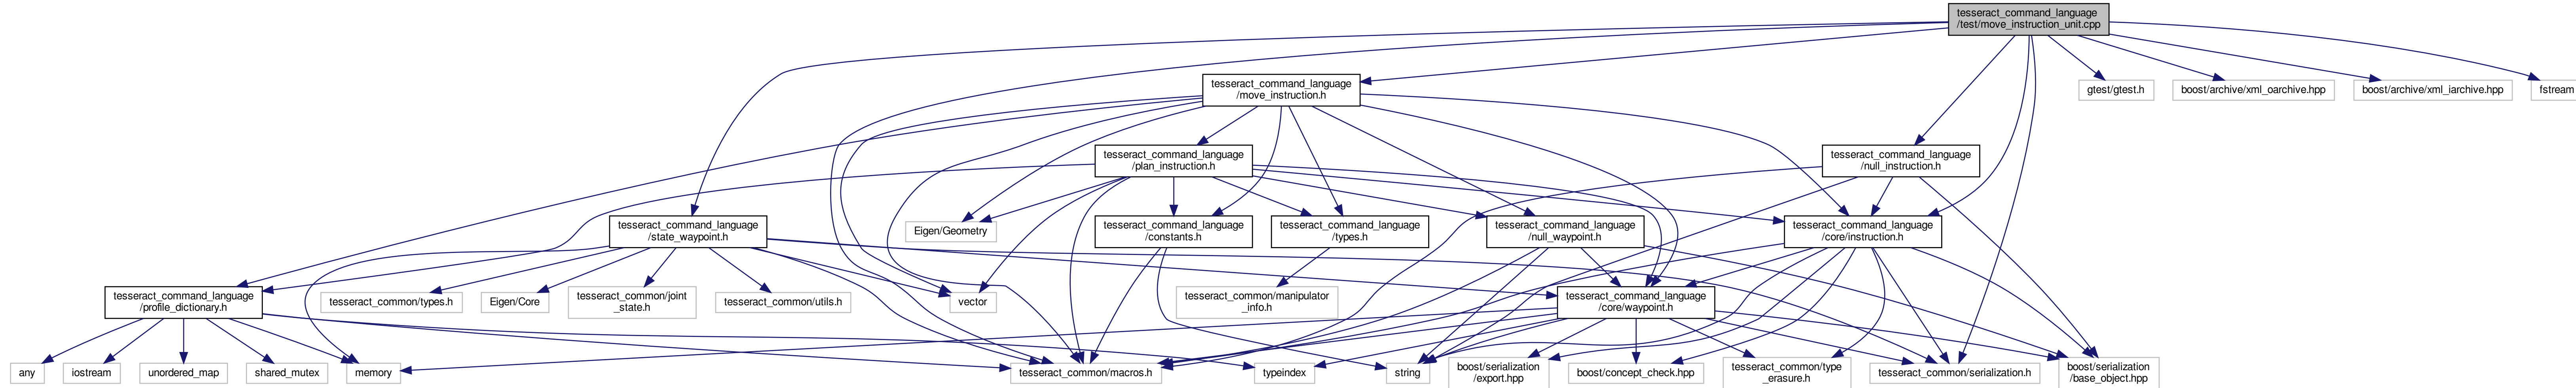 tesseract_command_language
/test/move_instruction_unit.cpp
tesseract_command_language
/move_instruction.h
gtest/gtest.h
boost/archive/xml_oarchive.hpp
boost/archive/xml_iarchive.hpp
fstream
tesseract_command_language
/plan_instruction.h
tesseract_command_language
/null_instruction.h
tesseract_command_language
/state_waypoint.h
Eigen/Geometry
tesseract_command_language
/constants.h
tesseract_command_language
/types.h
tesseract_command_language
/null_waypoint.h
tesseract_command_language
/core/instruction.h
tesseract_command_language
/profile_dictionary.h
tesseract_common/types.h
Eigen/Core
tesseract_common/joint
_state.h
tesseract_common/utils.h
vector
tesseract_common/manipulator
_info.h
tesseract_command_language
/core/waypoint.h
any
iostream
unordered_map
shared_mutex
memory
tesseract_common/macros.h
typeindex
string
boost/serialization
/export.hpp
boost/concept_check.hpp
tesseract_common/type
_erasure.h
tesseract_common/serialization.h
boost/serialization
/base_object.hpp